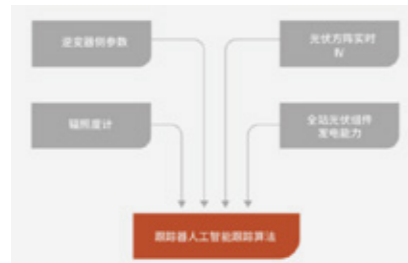 逆变器侧参数
光伏方阵实时
IV
辐照度计
全站光伏组件
发电能力
跟踪器人工智能跟踪算法